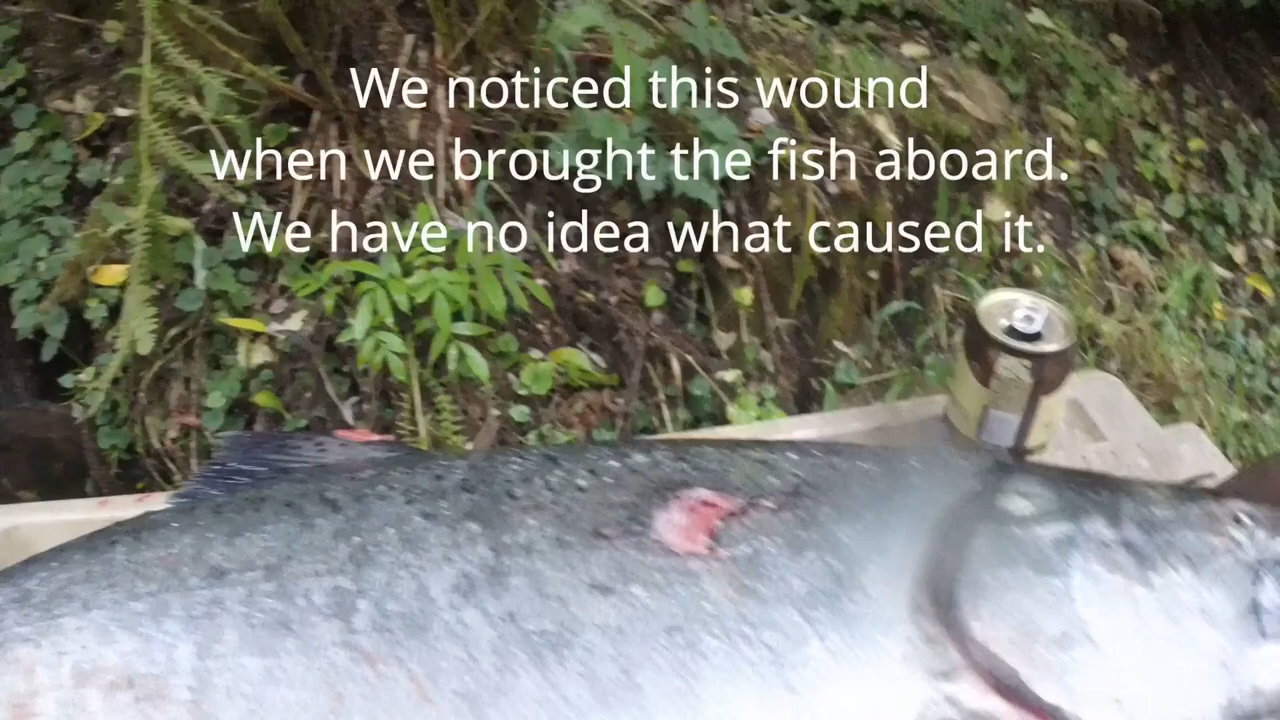 We noticed this wound
when we brought the fish aboard.
We have no idea what caused it.